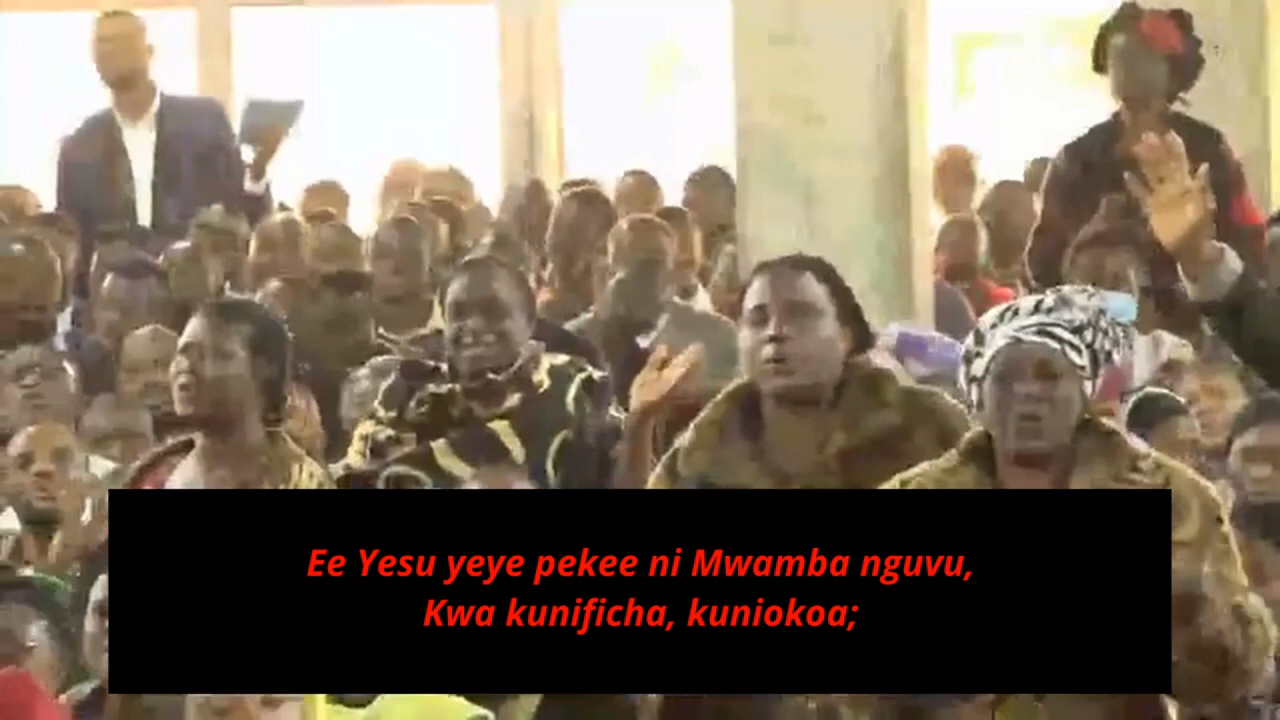 Ee Yesu yeye pekee ni Mwamba nguvu,
Kwa kunificha, kuniokoa;